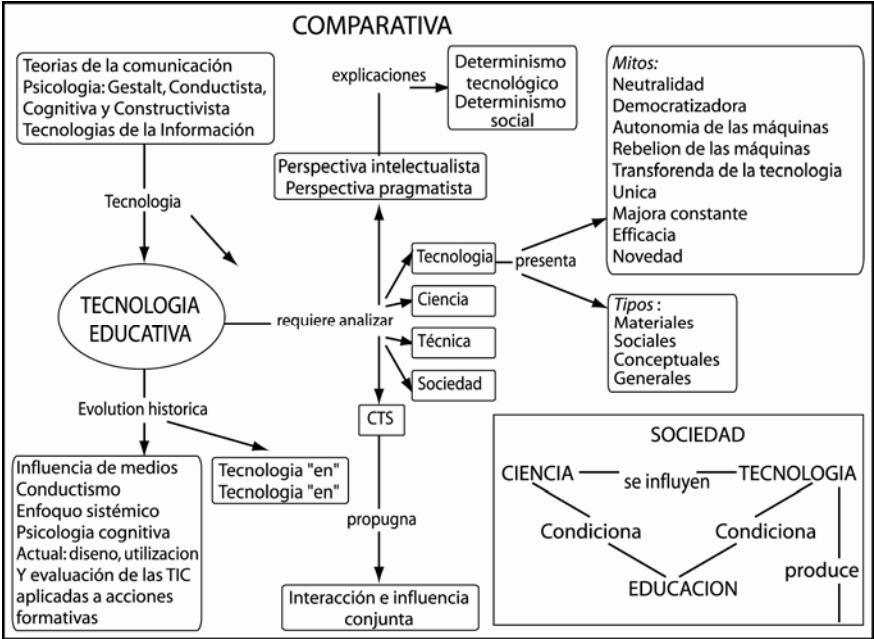 COMPARATIVA
Teorias de la comunicación
Psicologia: Gestalt, Conductista,
Cognitiva y Constructivista
Tecnologias de la Información
explicaciones
Determinismo
tecnológico
Determinismo
social
Mitos:
Neutralidad
Democratizadora
Autonomia de las máquinas
Rebelion de las máquinas
Transforenda de la tecnologia
Unica
Majora constante
Efficacia
Novedad
Perspectiva intelectualista
Perspectiva pragmatista
Tecnologia
TECNOLOGIA
EDUCATIVA
requiere analizar
Tecnologia
presenta
Ciencia
Técnica
Sociedad
Tipos :
Materiales
Sociales
Conceptuales
Generales
CTS
Evolution historica
Influencia de medios
Conductismo
Enfoquo sistémico
Psicologia cognitiva
Actual: diseno, utilizacion
Y evaluación de las TIC
aplicadas a acciones
formativas
Tecnologia "en"
Tecnologia "en"
propugna
Interacción e influencia
conjunta
SOCIEDAD
CIENCIA
se influyen
TECNOLOGIA
Condiciona
Condiciona
EDUCACION
produce